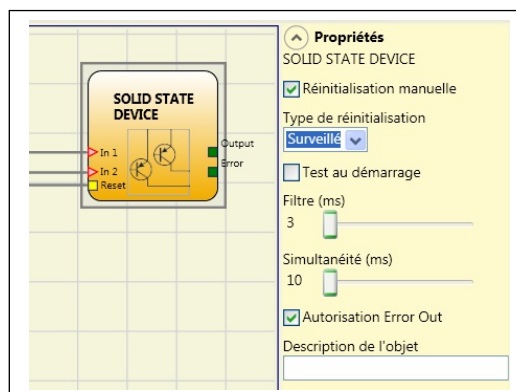 SOLID STATE
DEVICE
In 1
In 2
Reset
Output
Error
Propriétés
SOLID STATE DEVICE
Réinitialisation manuelle
Type de réinitialisation
Surveillé
Test au démarrage
Filtre (ms)
3
Simultanéité (ms)
10
Autorisation Error Out
Description de l'objet